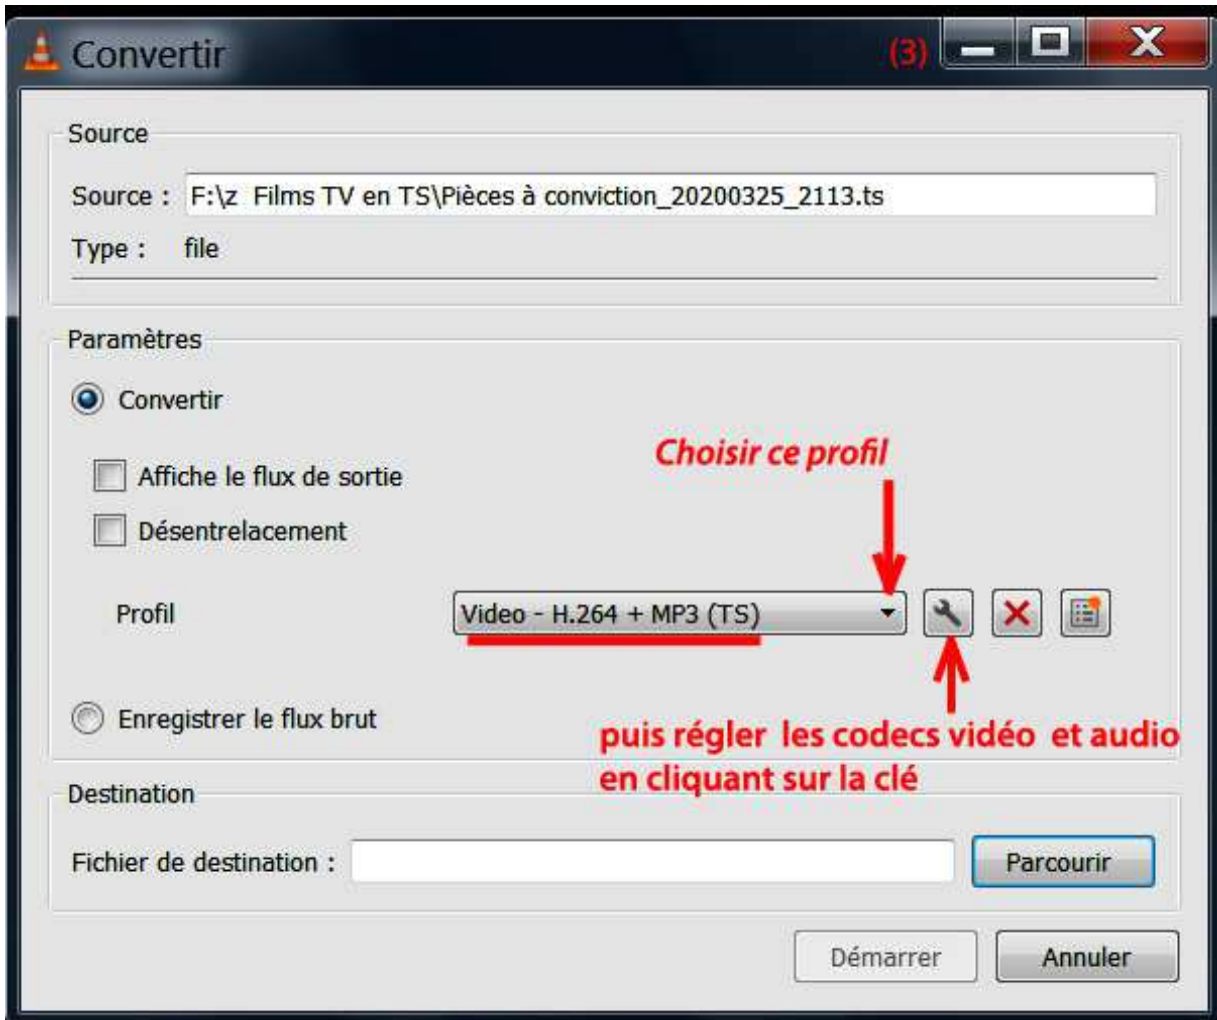 Convertir
(3)
Source
Source : F:\z  Films TV en TS\Pièces à conviction_20200325_2113.ts
Type : file
Paramètres
Convertir
Choisir ce profil
Affiche le flux de sortie
Désentrelacement
Profil
Video - H.264 + MP3 (TS)
Enregistrer le flux brut
puis régler  les codecs vidéo  et audio
en cliquant sur la clé
Destination
Fichier de destination :
Parcourir
Démarrer
Annuler